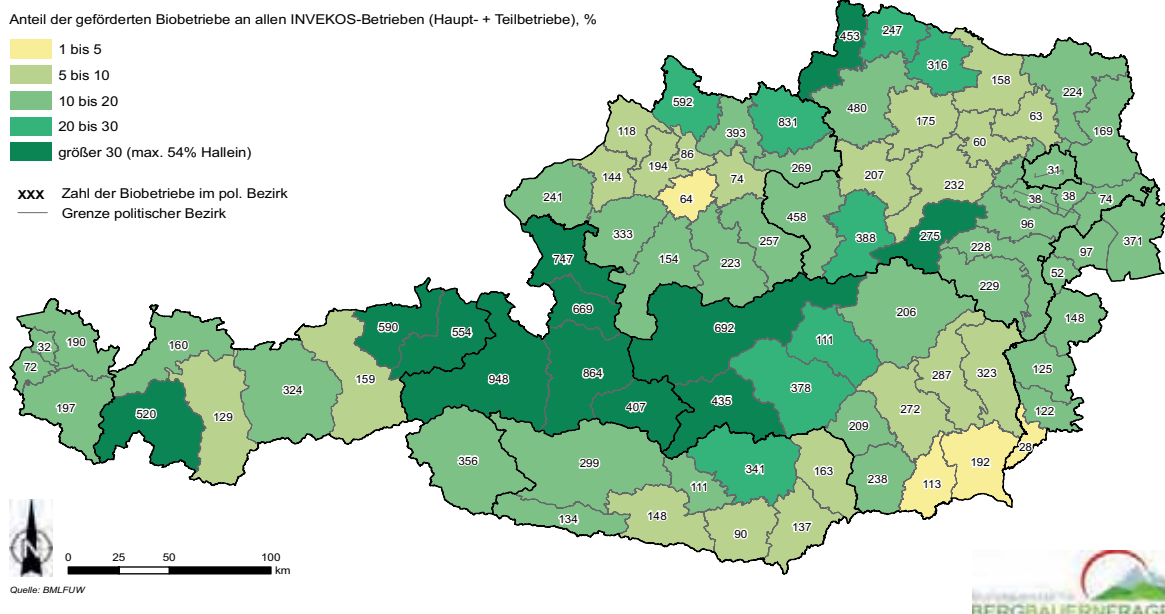 Anteil der geförderten Biobetriebe an allen INVEKOS-Betrieben (Haupt- + Teilbetriebe), %
1 bis 5
5 bis 10
10 bis 20
20 bis 30
größer 30 (max. 54% Hallein)
xxx Zahl der Biobetriebe im pol. Bezirk
Grenze politischer Bezirk
453 247
316
158
592 480 224
831 175 63
118 393 169
86 60
194 269
144 74 207 232 31
64 38 38 74
241 458 96
333 388 275 371
257 228 97
747 154 223 52
229
669 206 148
590 554 692
32 190 160 111
72 125
948 864 287 323
324 159 378
197 520 129 407 435 272 122
209
356 299 341 163 238 192 28
111 113
134 148 137
90
N
0 25 50 100
km
Quelle: BMLFUW
BERGBAUERNFRAGE